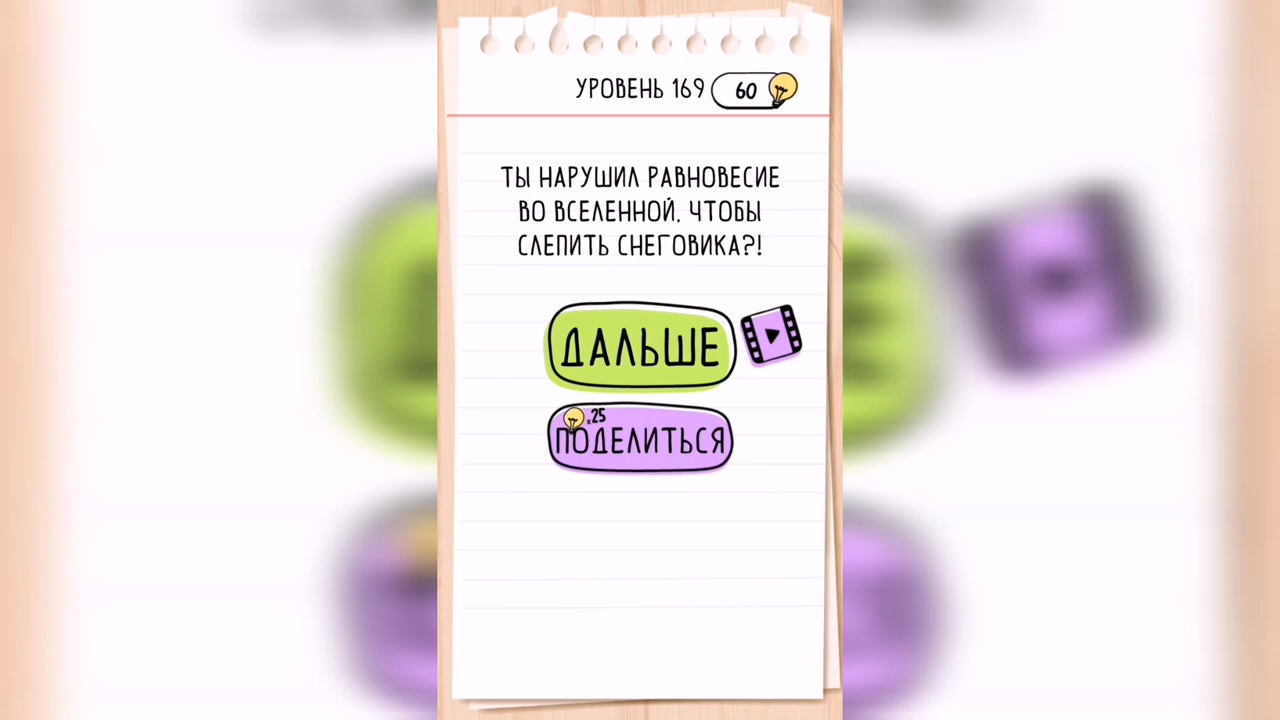 УРОВЕНЬ 169
60
ТЫ НАРУШИЛ РАВНОВЕСИЕ
ВО ВСЕЛЕННОЙ, ЧТОБЫ
СЛЕПИТЬ СНЕГОВИКА?!
ДАЛЬШЕ
x25
ПОДЕЛИТЬСЯ